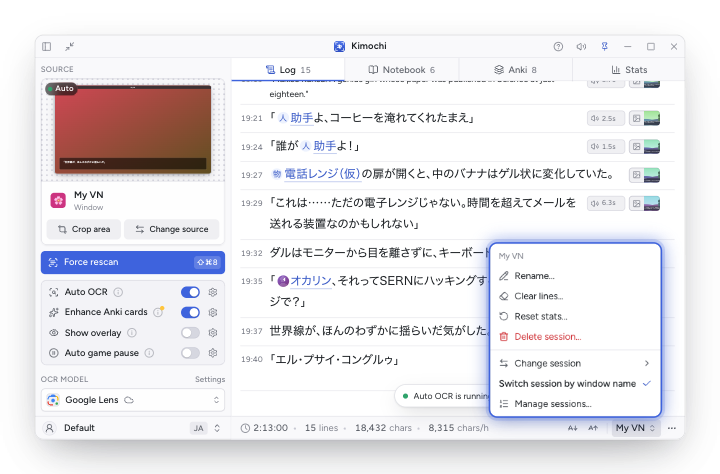 Kimochi
SOURCE
Auto
My VN
Window
Crop area
Change source
Force rescan
⇧⌘8
Auto OCR
Enhance Anki cards
Show overlay
Auto game pause
OCR MODEL
Settings
Google Lens
Default
JA
Log 15
Notebook 6
Anki 8
Stats
eighteen."
19:21 「人 助手よ、コーヒーを淹れてくれたまえ」 2.5s
19:24 「誰が 人 助手よ！」 1.5s
19:27 物 電話レンジ(仮)の扉が開くと、中のバナナはゲル状に変化していた。
19:29 「これは……ただの電子レンジじゃない。時間を超えてメールを 6.3s
送れる装置なのかもしれない」
19:32 ダルはモニターから目を離さずに、キーボー
19:35 「オカリン、それってSERNにハッキングす
ジで？」
19:37 世界線が、ほんのわずかに揺らいだ気がした
19:40 「エル・プサイ・コングルゥ」
Auto OCR is runnin
My VN
Rename...
Clear lines...
Reset stats...
Delete session...
Change session
Switch session by window name
Manage sessions...
2:13:00 • 15 lines • 18,432 chars • 8,315 chars/h
A↓ A↑
My VN